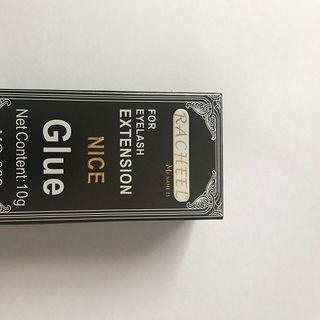 RACHEEL
FOR
EYELASH
EXTENSION
NICE
Glue
Net Content: 10g